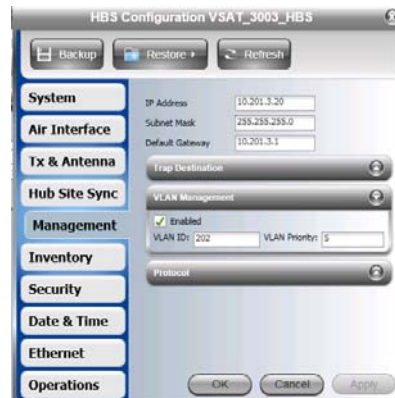 HBS Configuration VSAT_3003_HBS
Backup Restore Refresh
System
Air Interface
Tx & Antenna
Hub Site Sync
Management
Inventory
Security
Date & Time
Ethernet
Operations
IP Address 10.201.3.20
Subnet Mask 255.255.255.0
Default Gateway 10.201.3.1
Trap Destination
VLAN Management
Enabled
VLAN ID: 202 VLAN Priority: 5
Protocol
OK Cancel Apply